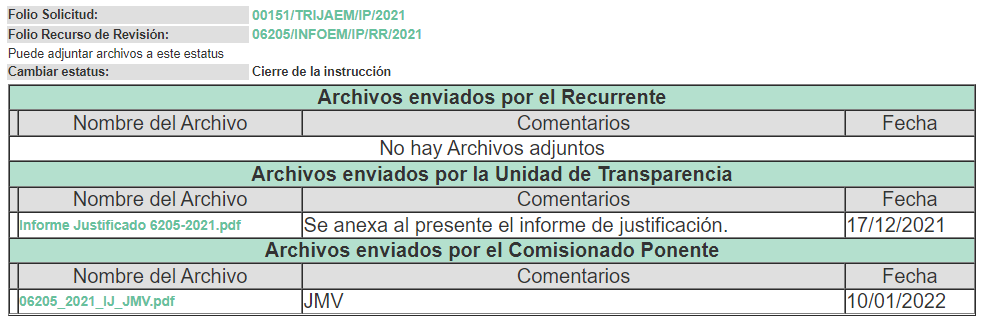 Folio Solicitud: 00151/TRIJAEM/IP/2021
Folio Recurso de Revisión: 06205/INFOEM/IP/RR/2021
Puede adjuntar archivos a este estatus
Cambiar estatus: Cierre de la instrucción
Archivos enviados por el Recurrente
Nombre del Archivo Comentarios Fecha
No hay Archivos adjuntos
Archivos enviados por la Unidad de Transparencia
Nombre del Archivo Comentarios Fecha
Informe Justificado 6205-2021.pdf Se anexa al presente el informe de justificación. 17/12/2021
Archivos enviados por el Comisionado Ponente
Nombre del Archivo Comentarios Fecha
06205_2021_IJ_JMV.pdf JMV 10/01/2022